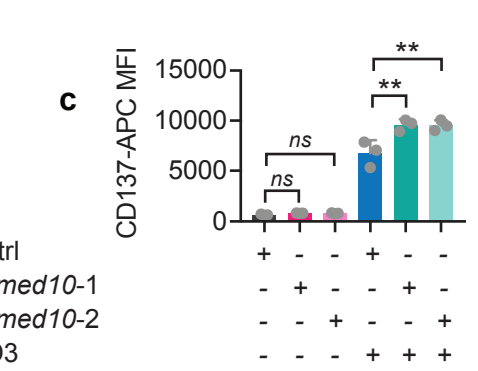 c
CD137-APC MFI
15000
10000
5000
0
ns
ns
**
**
trl + - - + - -
med10-1 - + - - + -
med10-2 - - + - - +
03 - - - + + +